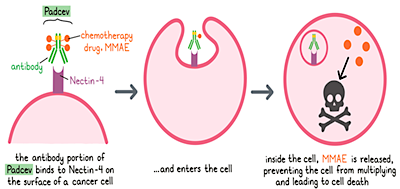 Padcev
chemotherapy
drug, MMAE
antibody
Nectin-4
the antibody portion of
Padcev binds to Nectin-4 on
the surface of a cancer cell
...and enters the cell
inside the cell, MMAE is released,
preventing the cell from multiplying
and leading to cell death